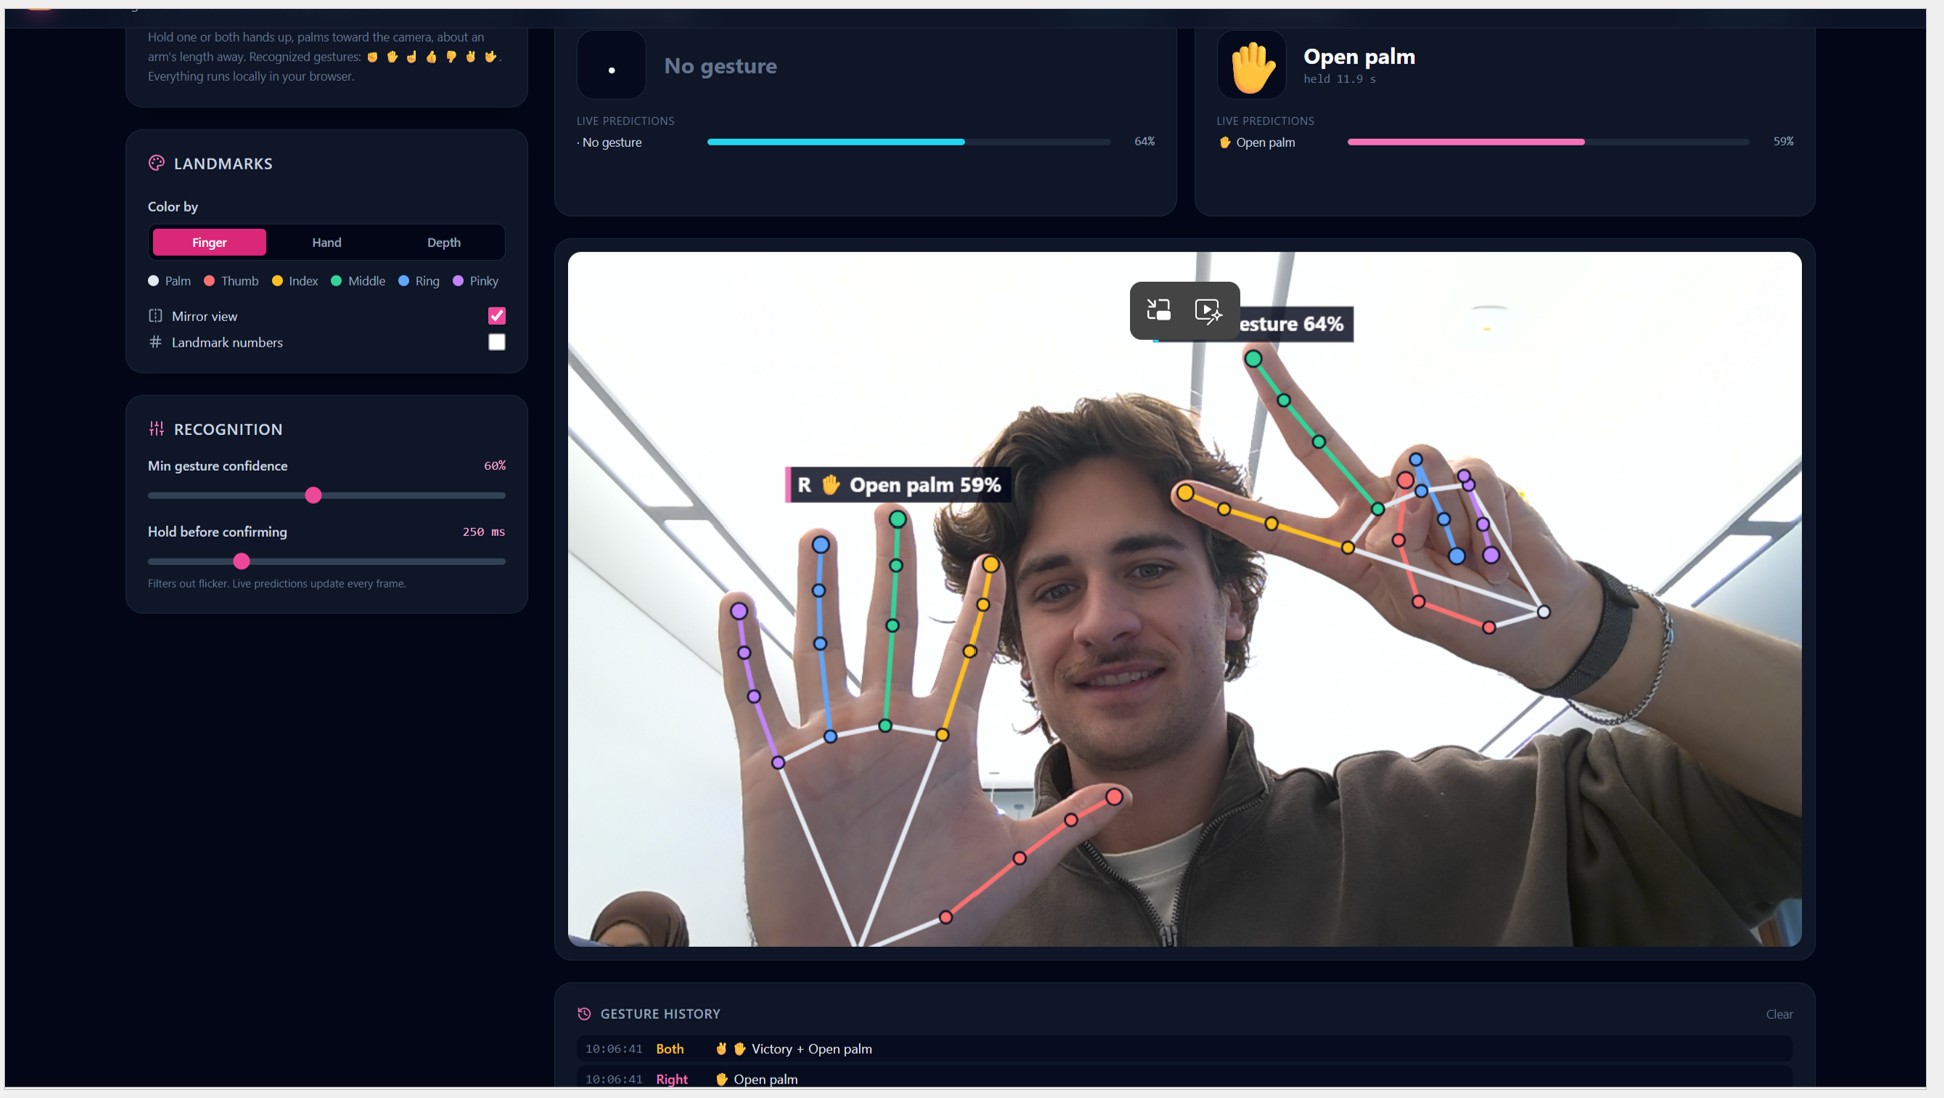 Hold one or both hands up, palms toward the camera, about an
arm's length away. Recognized gestures: ✊ ✋ ☝ 👍 👎 ✌ 🤟.
Everything runs locally in your browser.
LANDMARKS
Color by
Finger Hand Depth
Palm Thumb Index Middle Ring Pinky
Mirror view
# Landmark numbers
RECOGNITION
Min gesture confidence 60%
Hold before confirming 250 ms
Filters out flicker. Live predictions update every frame.
No gesture
LIVE PREDICTIONS
· No gesture 64%
Open palm
held 11.9 s
LIVE PREDICTIONS
✋ Open palm 59%
esture 64%
R ✋ Open palm 59%
GESTURE HISTORY Clear
10:06:41 Both ✌ ✋ Victory + Open palm
10:06:41 Right ✋ Open palm